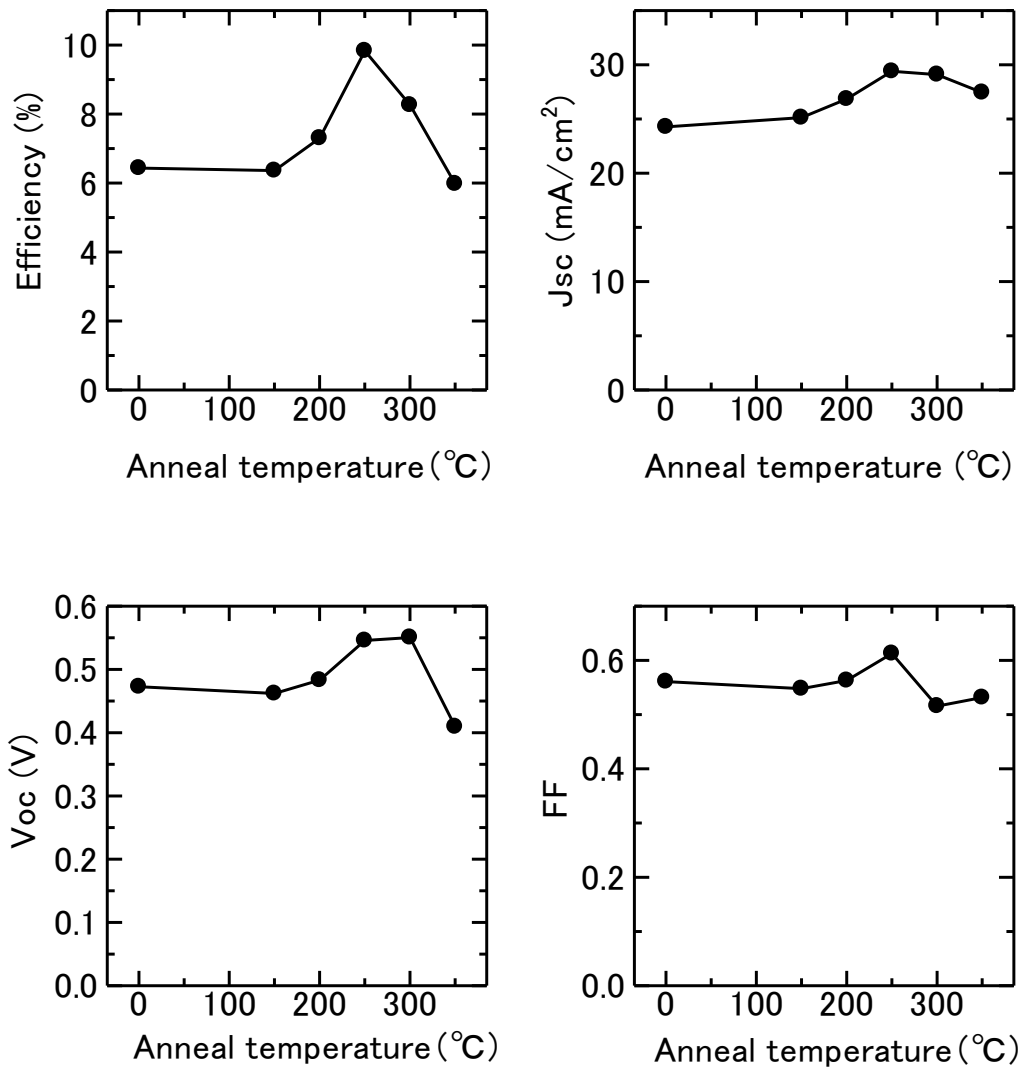 10
8
6
4
2
0
Efficiency (%)
0 100 200 300
Anneal temperature(℃)
30
20
10
0
Jsc (mA/cm²)
0 100 200 300
Anneal temperature (℃)
0.6
0.5
0.4
0.3
0.2
0.1
0.0
Voc (V)
0 100 200 300
Anneal temperature(℃)
0.6
0.4
0.2
0.0
FF
0 100 200 300
Anneal temperature(℃)